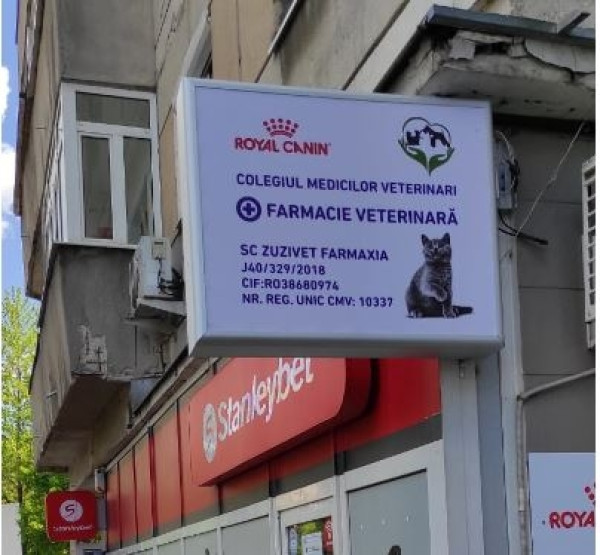 ROYAL CANIN
COLEGIUL MEDICILOR VETERINARI
FARMACIE VETERINARĂ
SC ZUZIVET FARMAXIA
J40/329/2018
CIF:RO38680974
NR. REG. UNIC CMV: 10337
S Stanleybet
S
Stanleybet
ROYA